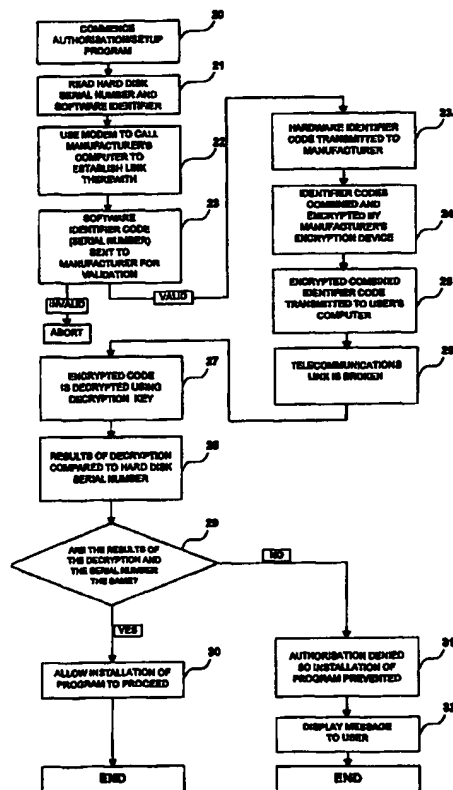 20
COMMENCE
AUTHORISATION/SETUP
PROGRAM
21
READ HARD DISK
SERIAL NUMBER AND
SOFTWARE IDENTIFIER
USE MODEM TO CALL
MANUFACTURER'S
COMPUTER TO
ESTABLISH LINK
THEREWITH
22
SOFTWARE
IDENTIFIER CODE
(SERIAL NUMBER)
SENT TO
MANUFACTURER FOR
VALIDATION
23
INVALID
VALID
ABORT
HARDWARE IDENTIFIER
CODE TRANSMITTED TO
MANUFACTURER
23A
IDENTIFIER CODES
COMBINED AND
ENCRYPTED BY
MANUFACTURER'S
ENCRYPTION DEVICE
24
ENCRYPTED COMBINED
IDENTIFIER CODE
TRANSMITTED TO USER'S
COMPUTER
25
TELECOMMUNICATIONS
LINK IS BROKEN
26
ENCRYPTED CODE
IS DECRYPTED USING
DECRYPTION KEY
27
RESULTS OF DECRYPTION
COMPARED TO HARD DISK
SERIAL NUMBER
28
29
ARE THE RESULTS OF
THE DECRYPTION AND
THE SERIAL NUMBER
THE SAME?
NO
YES
30
ALLOW INSTALLATION OF
PROGRAM TO PROCEED
31
AUTHORISATION DENIED
SO INSTALLATION OF
PROGRAM PREVENTED
32
DISPLAY MESSAGE
TO USER
END
END